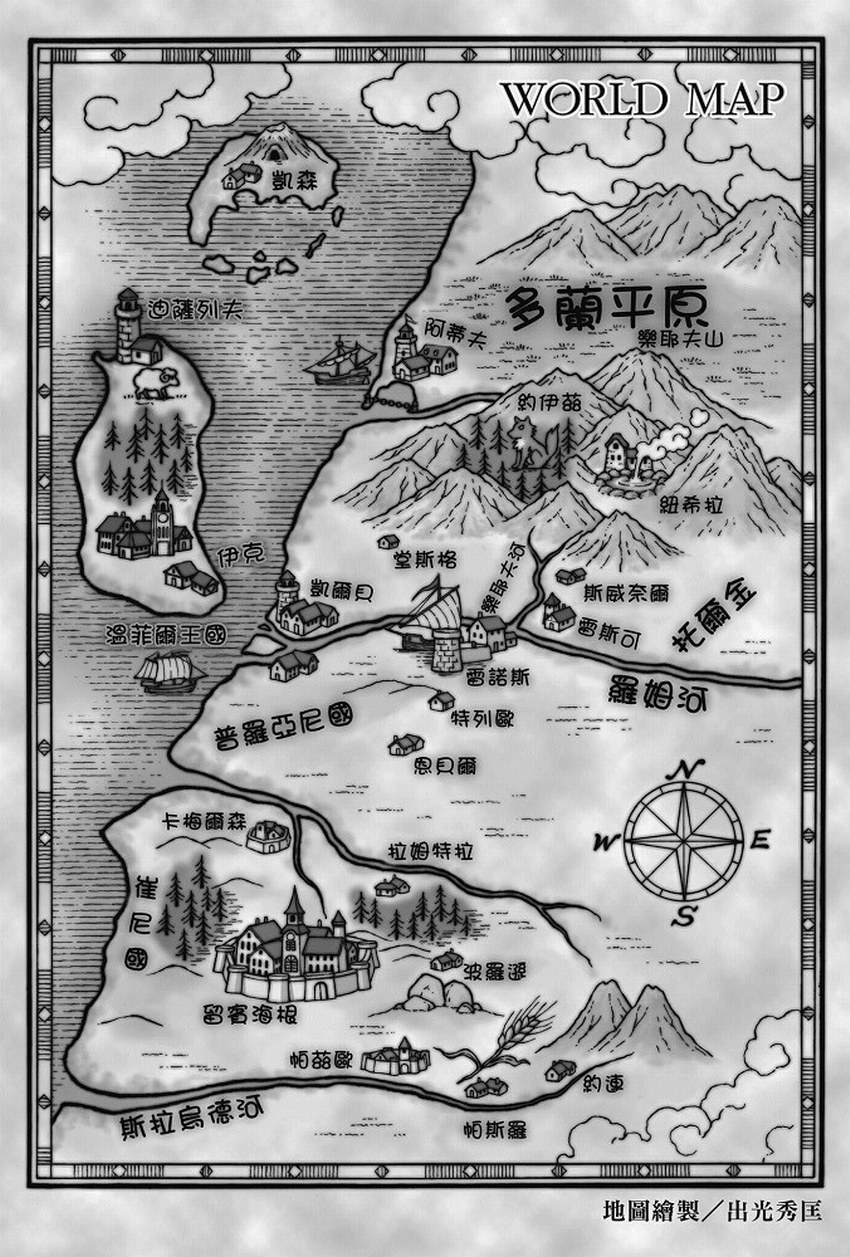 WORLD MAP
凱森
迪薩列夫
多蘭平原
阿蒂夫
樂耶夫山
約伊茲
紐希拉
伊克
堂斯格
樂耶夫河
斯威奈爾
凱爾貝
雷斯可
托爾金
溫菲爾王國
雷諾斯
羅姆河
普羅亞尼國
特列歐
恩貝爾
N
W
E
S
卡梅爾森
拉姆特拉
崔尼國
波羅遜
留賓海根
帕茲歐
約連
斯拉烏德河
帕斯羅
地圖繪製／出光秀匡